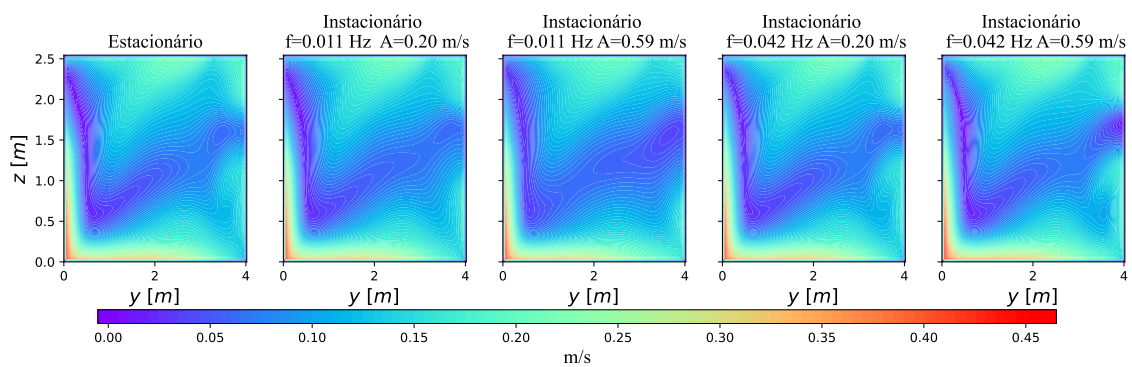 Estacionário
Instacionário
f=0.011 Hz  A=0.20 m/s
Instacionário
f=0.011 Hz A=0.59 m/s
Instacionário
f=0.042 Hz A=0.20 m/s
Instacionário
f=0.042 Hz A=0.59 m/s
2.5
2.0
1.5
1.0
0.5
0.0
z [m]
0 2 4
0 2 4
0 2 4
0 2 4
0 2 4
y [m]
y [m]
y [m]
y [m]
y [m]
0.00 0.05 0.10 0.15 0.20 0.25 0.30 0.35 0.40 0.45
m/s